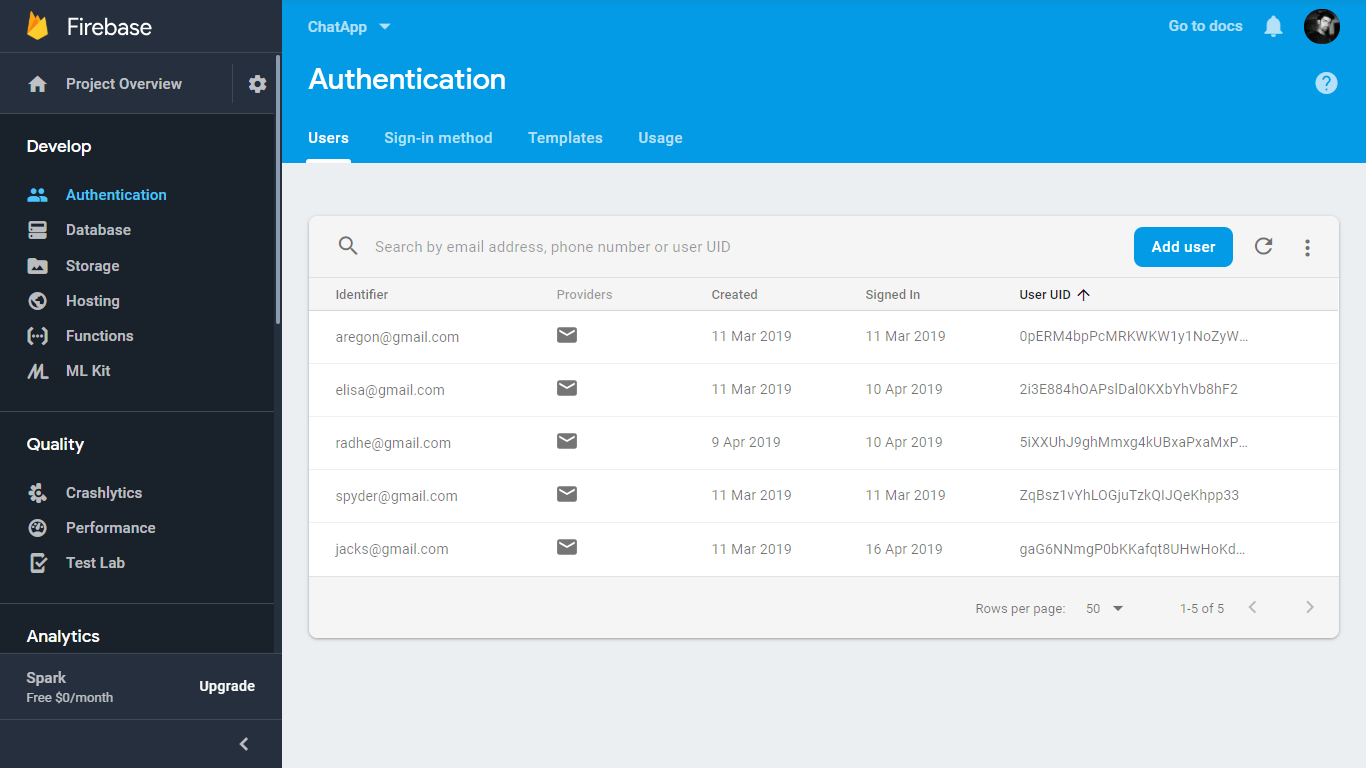 Firebase
Project Overview
Develop
Authentication
Database
Storage
Hosting
Functions
ML Kit
Quality
Crashlytics
Performance
Test Lab
Analytics
Spark
Free $0/month
Upgrade
ChatApp
Go to docs
Authentication
Users Sign-in method Templates Usage
Search by email address, phone number or user UID
Add user
Identifier Providers Created Signed In User UID
aregon@gmail.com 11 Mar 2019 11 Mar 2019 0pERM4bpPcMRKWKW1y1NoZyW...
elisa@gmail.com 11 Mar 2019 10 Apr 2019 2i3E884hOAPslDal0KXbYhVb8hF2
radhe@gmail.com 9 Apr 2019 10 Apr 2019 5iXXUhJ9ghMmxg4kUBxaPxaMxP...
spyder@gmail.com 11 Mar 2019 11 Mar 2019 ZqBsz1vYhLOGjuTzkQIJQeKhpp33
jacks@gmail.com 11 Mar 2019 16 Apr 2019 gaG6NNmgP0bKKafqt8UHwHoKd...
Rows per page: 50 1-5 of 5